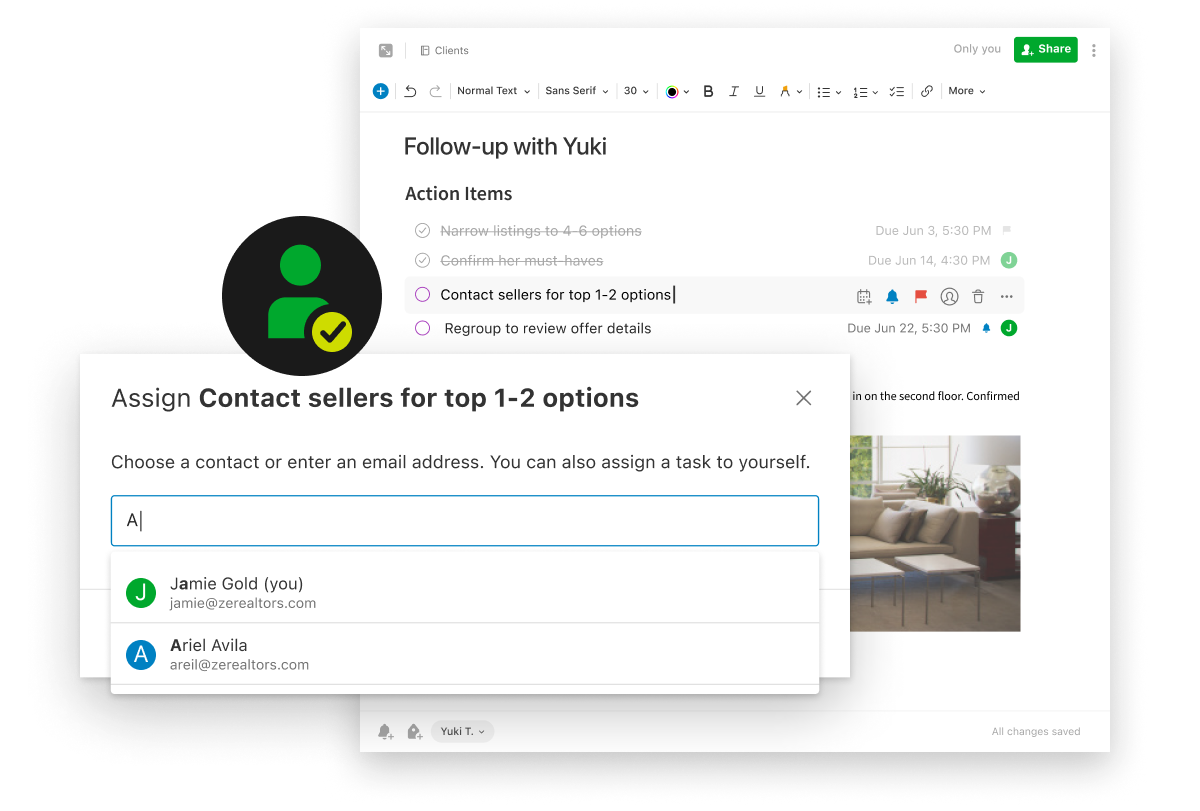 Clients
Only you
Share
Normal Text
Sans Serif
30
B
I
U
More
Follow-up with Yuki
Action Items
Narrow listings to 4-6 options
Due Jun 3, 5:30 PM
Confirm her must-haves
Due Jun 14, 4:30 PM
J
Contact sellers for top 1-2 options
Regroup to review offer details
Due Jun 22, 5:30 PM
J
in on the second floor. Confirmed
Assign Contact sellers for top 1-2 options
Choose a contact or enter an email address. You can also assign a task to yourself.
A
J
Jamie Gold (you)
jamie@zerealtors.com
A
Ariel Avila
areil@zerealtors.com
Yuki T.
All changes saved